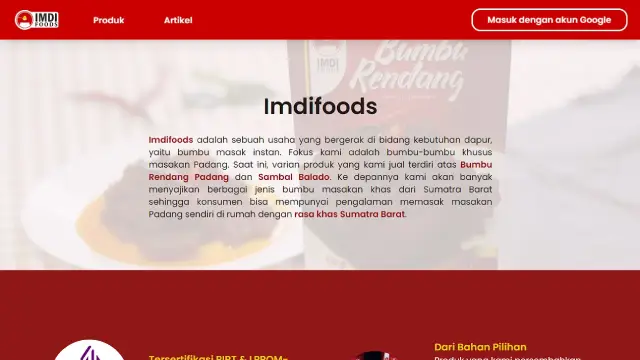 IMDI
FOODS
Produk
Artikel
Masuk dengan akun Google
Bumbu
Rendang
Imdifoods
Imdifoods adalah sebuah usaha yang bergerak di bidang kebutuhan dapur,
yaitu bumbu masak instan. Fokus kami adalah bumbu-bumbu khusus
masakan Padang. Saat ini, varian produk yang kami jual terdiri atas Bumbu
Rendang Padang dan Sambal Balado. Ke depannya kami akan banyak
menyajikan berbagai jenis bumbu masakan khas dari Sumatra Barat
sehingga konsumen bisa mempunyai pengalaman memasak masakan
Padang sendiri di rumah dengan rasa khas Sumatra Barat.
Dari Bahan Pilihan
Tersertifikasi PIRT & LPPOM-
Produk yang kami persembahkan